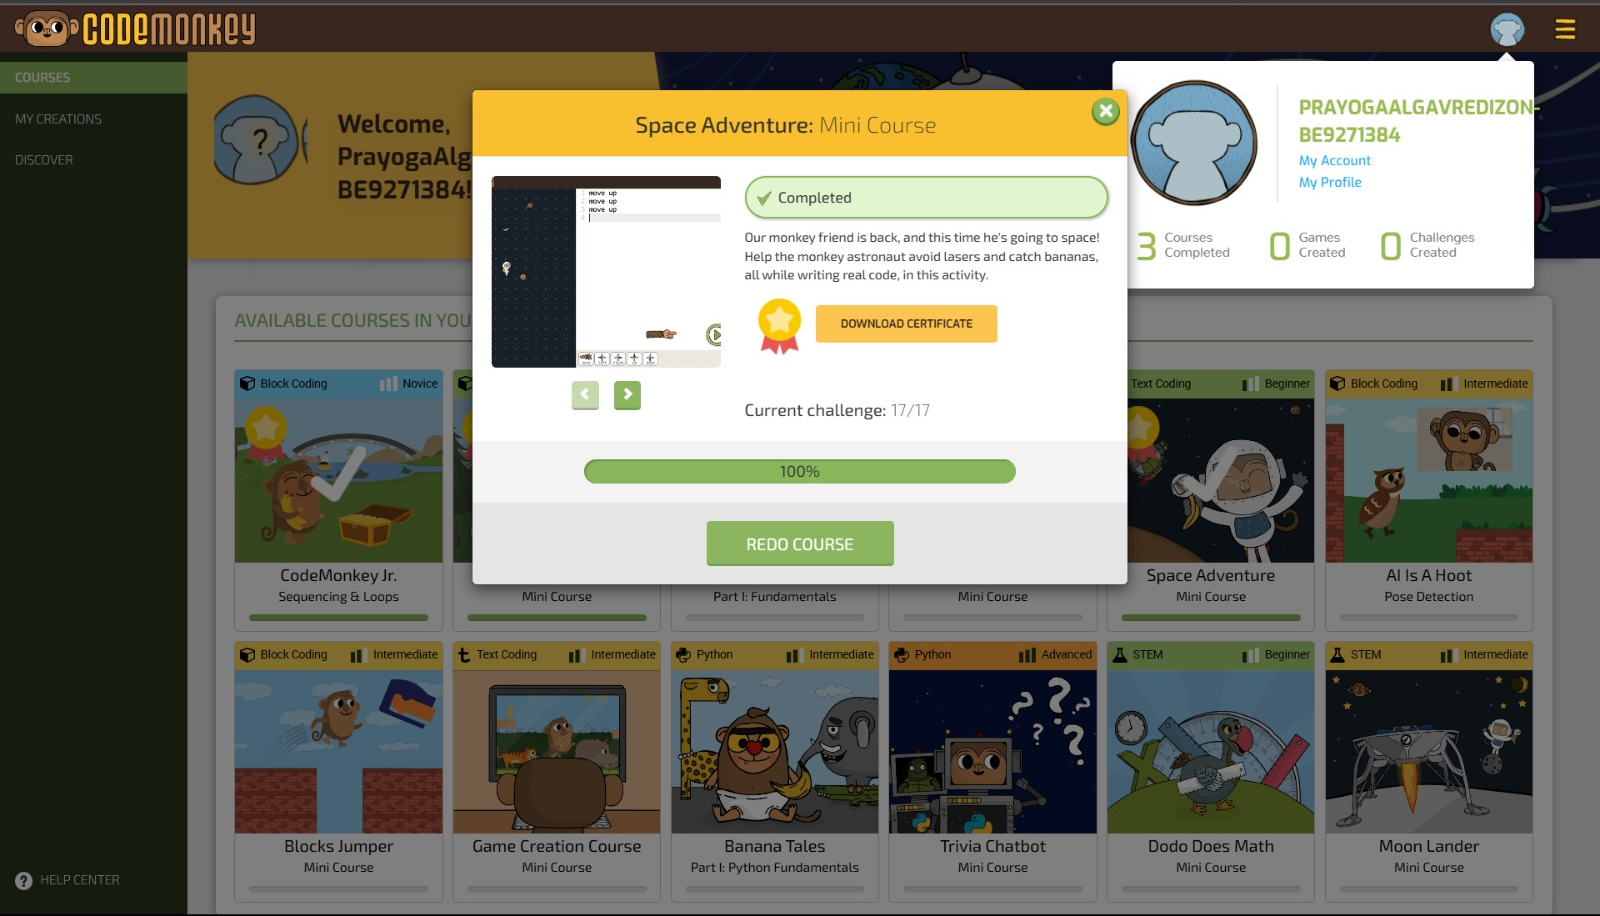 CODEMONKEY
COURSES
MY CREATIONS
DISCOVER
HELP CENTER
Welcome,
PrayogaAlg
BE9271384!
PRAYOGAALGAVREDIZON-
BE9271384
My Account
My Profile
3 Courses Completed
0 Games Created
0 Challenges Created
Space Adventure: Mini Course
move up
move up
move up
Completed
Our monkey friend is back, and this time he's going to space!
Help the monkey astronaut avoid lasers and catch bananas,
all while writing real code, in this activity.
DOWNLOAD CERTIFICATE
Current challenge: 17/17
100%
REDO COURSE
AVAILABLE COURSES IN YOU
Block Coding Novice
Text Coding Beginner
Block Coding Intermediate
CodeMonkey Jr.
Sequencing & Loops
Mini Course
Part I: Fundamentals
Mini Course
Space Adventure
Mini Course
AI Is A Hoot
Pose Detection
Block Coding Intermediate
Text Coding Intermediate
Python Intermediate
Python Advanced
STEM Beginner
STEM Intermediate
Blocks Jumper
Mini Course
Game Creation Course
Mini Course
Banana Tales
Part I: Python Fundamentals
Trivia Chatbot
Mini Course
Dodo Does Math
Mini Course
Moon Lander
Mini Course